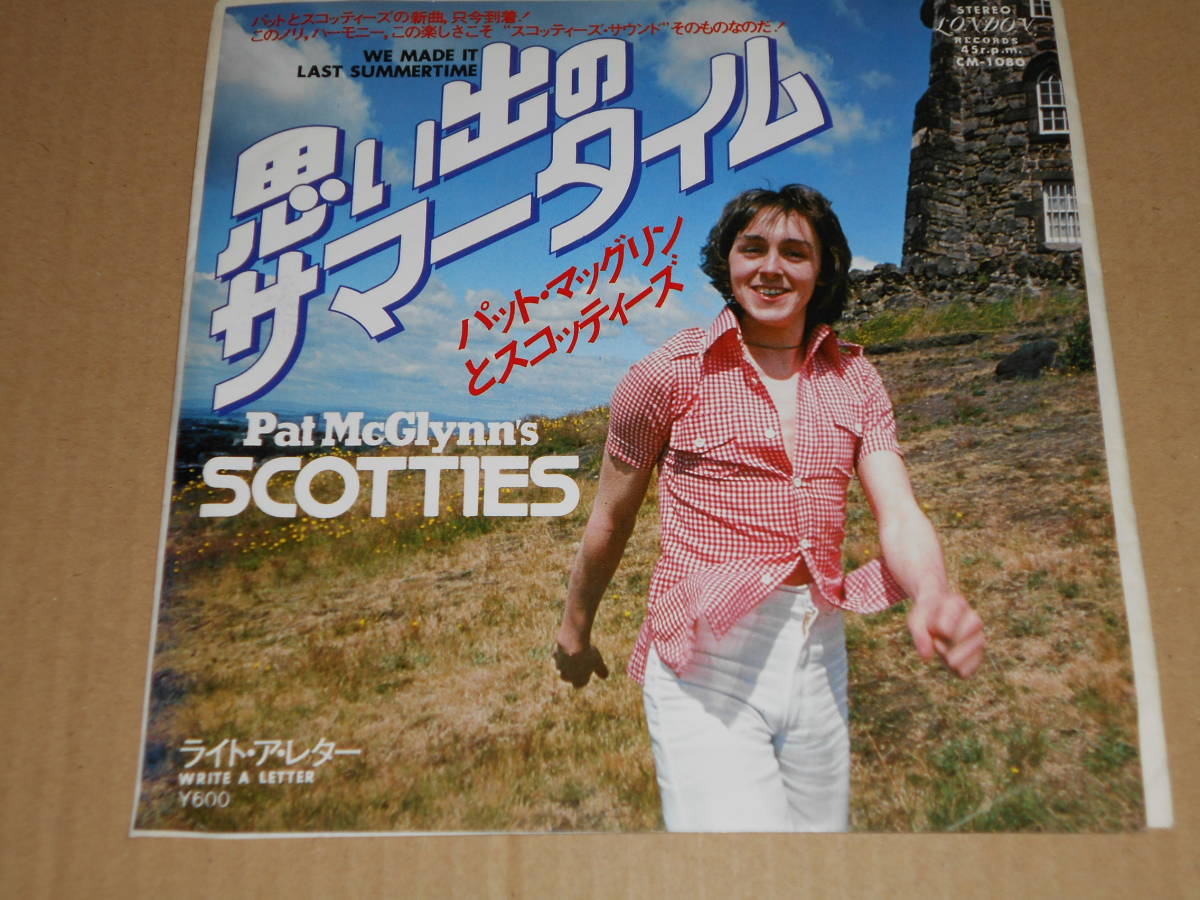 パットとスコッティーズの新曲,只今到着!
このノリ,ハーモニー,この楽しさこそ “スコッティーズ・サウンド” そのものなのだ!
STEREO
LONDON
RECORDS
45r.p.m.
CM-1080
WE MADE IT
LAST SUMMERTIME
思い出の
サマータイム
パット・マッグリン
とスコッティーズ
Pat McGlynn's
SCOTTIES
ライト・ア・レター
WRITE A LETTER
¥600